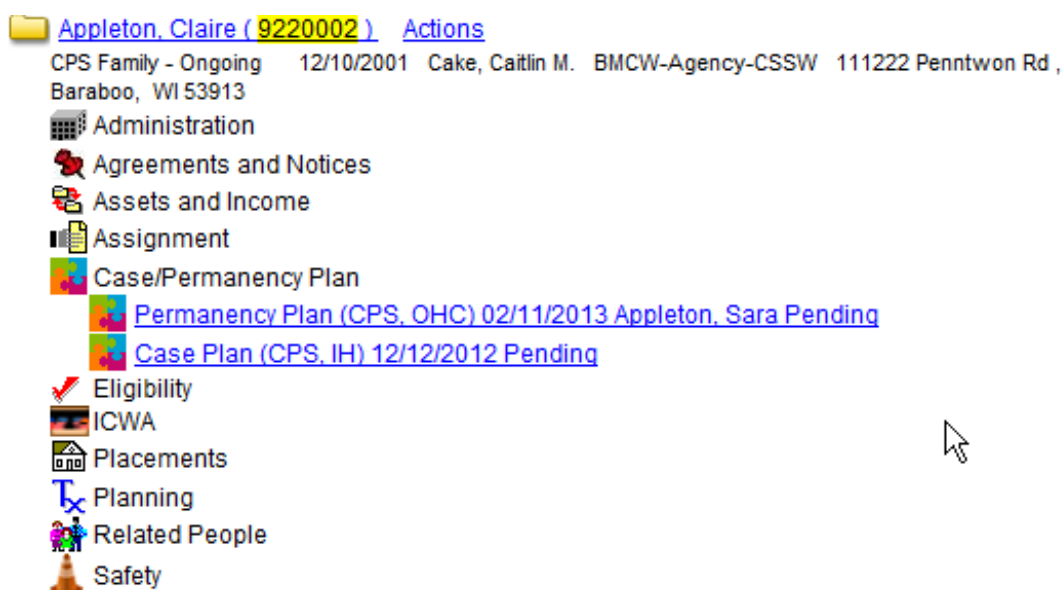 Appleton, Claire ( 9220002 ) Actions
CPS Family - Ongoing 12/10/2001 Cake, Caitlin M. BMCW-Agency-CSSW 111222 Penntwon Rd ,
Baraboo, WI 53913
Administration
Agreements and Notices
Assets and Income
Assignment
Case/Permanency Plan
Permanency Plan (CPS, OHC) 02/11/2013 Appleton, Sara Pending
Case Plan (CPS, IH) 12/12/2012 Pending
Eligibility
ICWA
Placements
Tx Planning
Related People
Safety